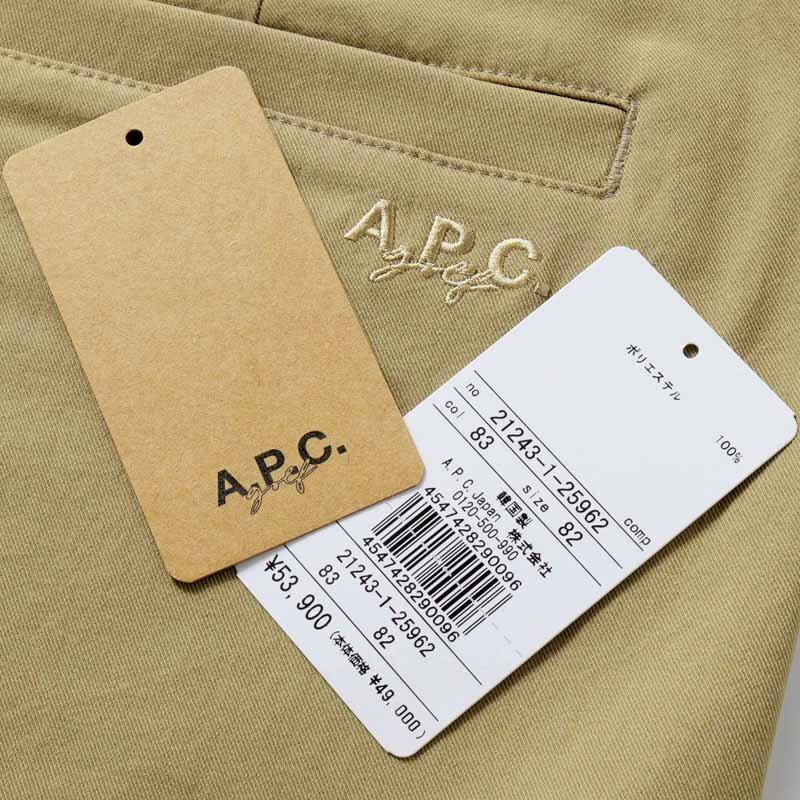 A.P.C.
golf
A.P.C.
golf
ポリエステル
100%
no 21243-1-25962 comp
col 83 size 82
韓国製
A.P.C.Japan 株式会社
0120-500-990
4547428290096
4547428290096
21243-1-25962
83 82
¥53,900 (本体価格 ¥49,000)